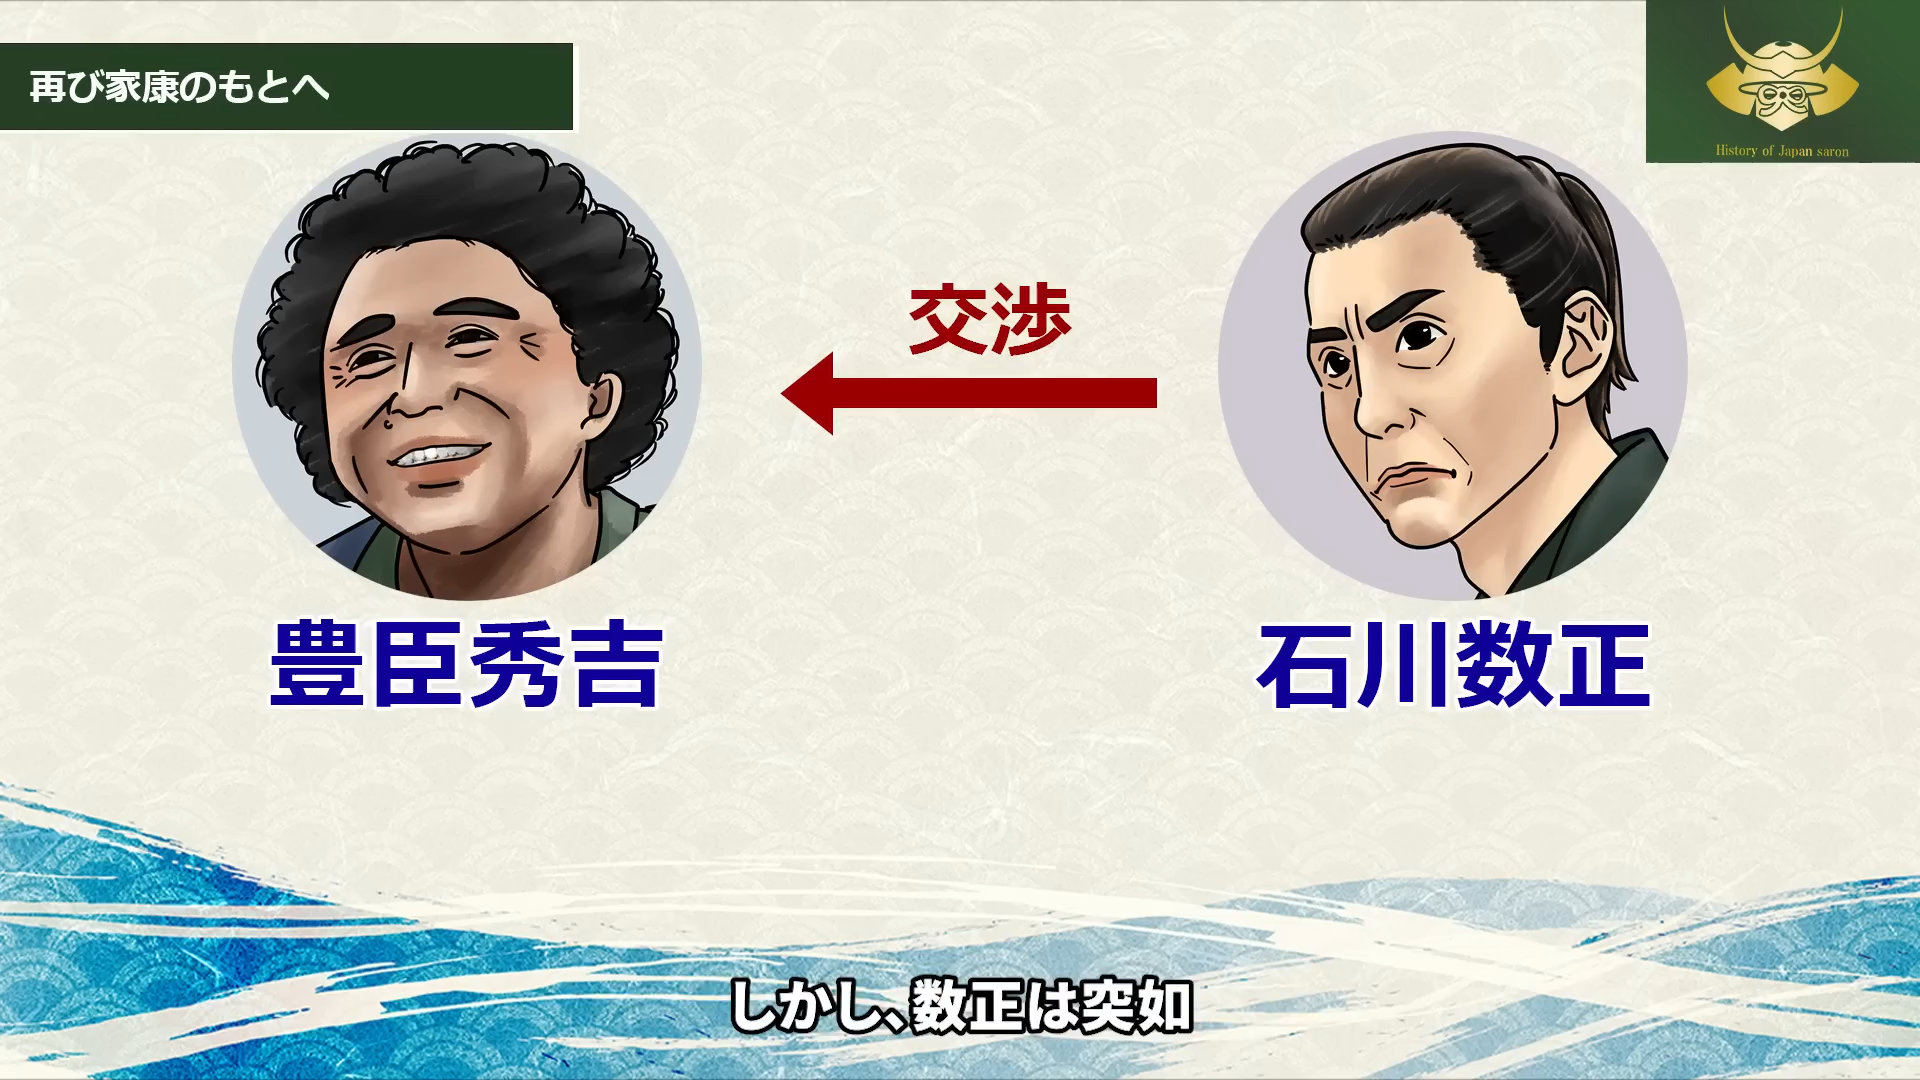 再び家康のもとへ
History of Japan saron
交渉
豊臣秀吉
石川数正
しかし、数正は突如